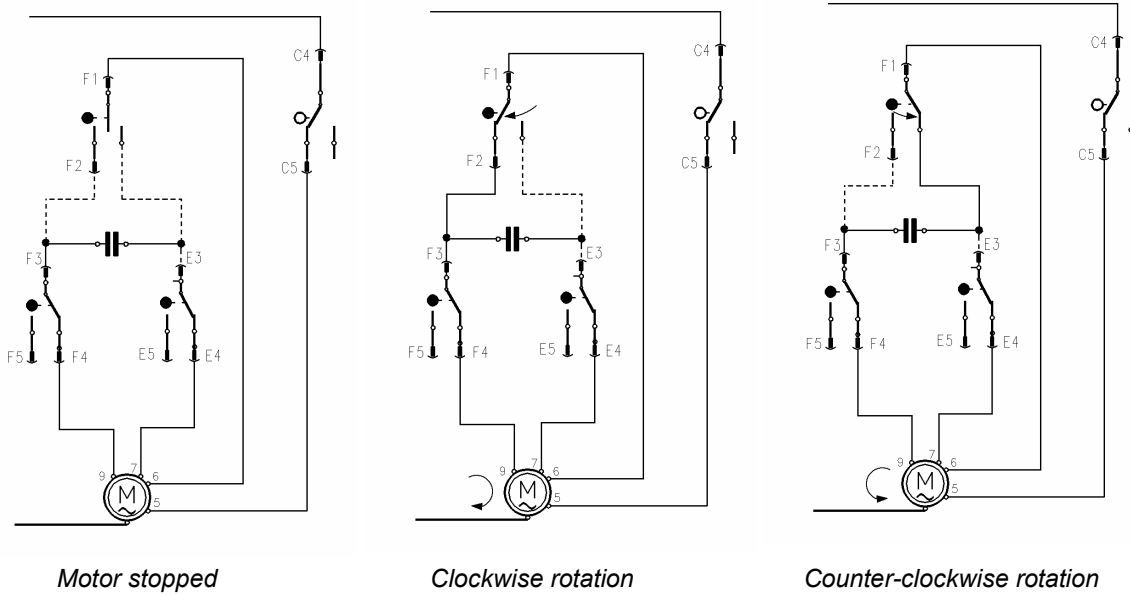 C4
F1
F2
C5
F3
E3
F5
F4
E5
E4
9
7
6
5
M
Motor stopped
C4
F1
F2
C5
F3
E3
F5
F4
E5
E4
9
7
6
5
M
Clockwise rotation
C4
F1
F2
C5
F3
E3
F5
F4
E5
E4
9
7
6
5
M
Counter-clockwise rotation